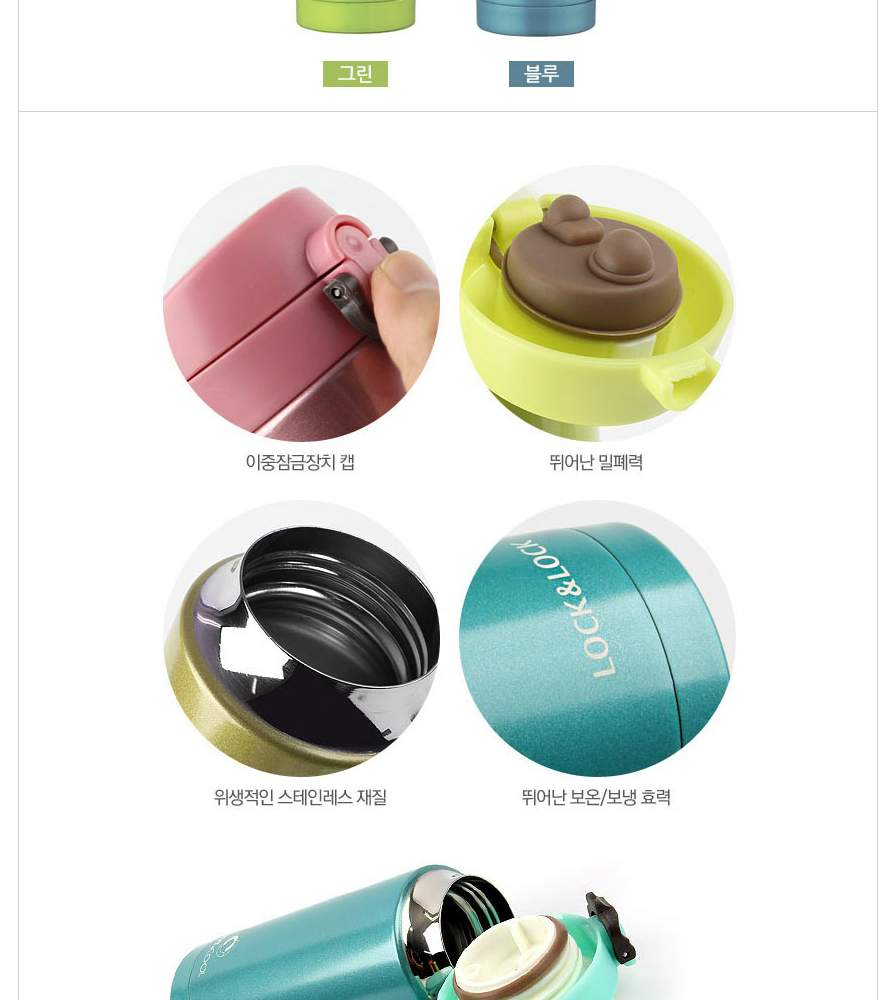 그린
블루
이중잠금장치 캡
뛰어난 밀폐력
LOCK&LOCK
위생적인 스테인레스 재질
뛰어난 보온/보냉 효력